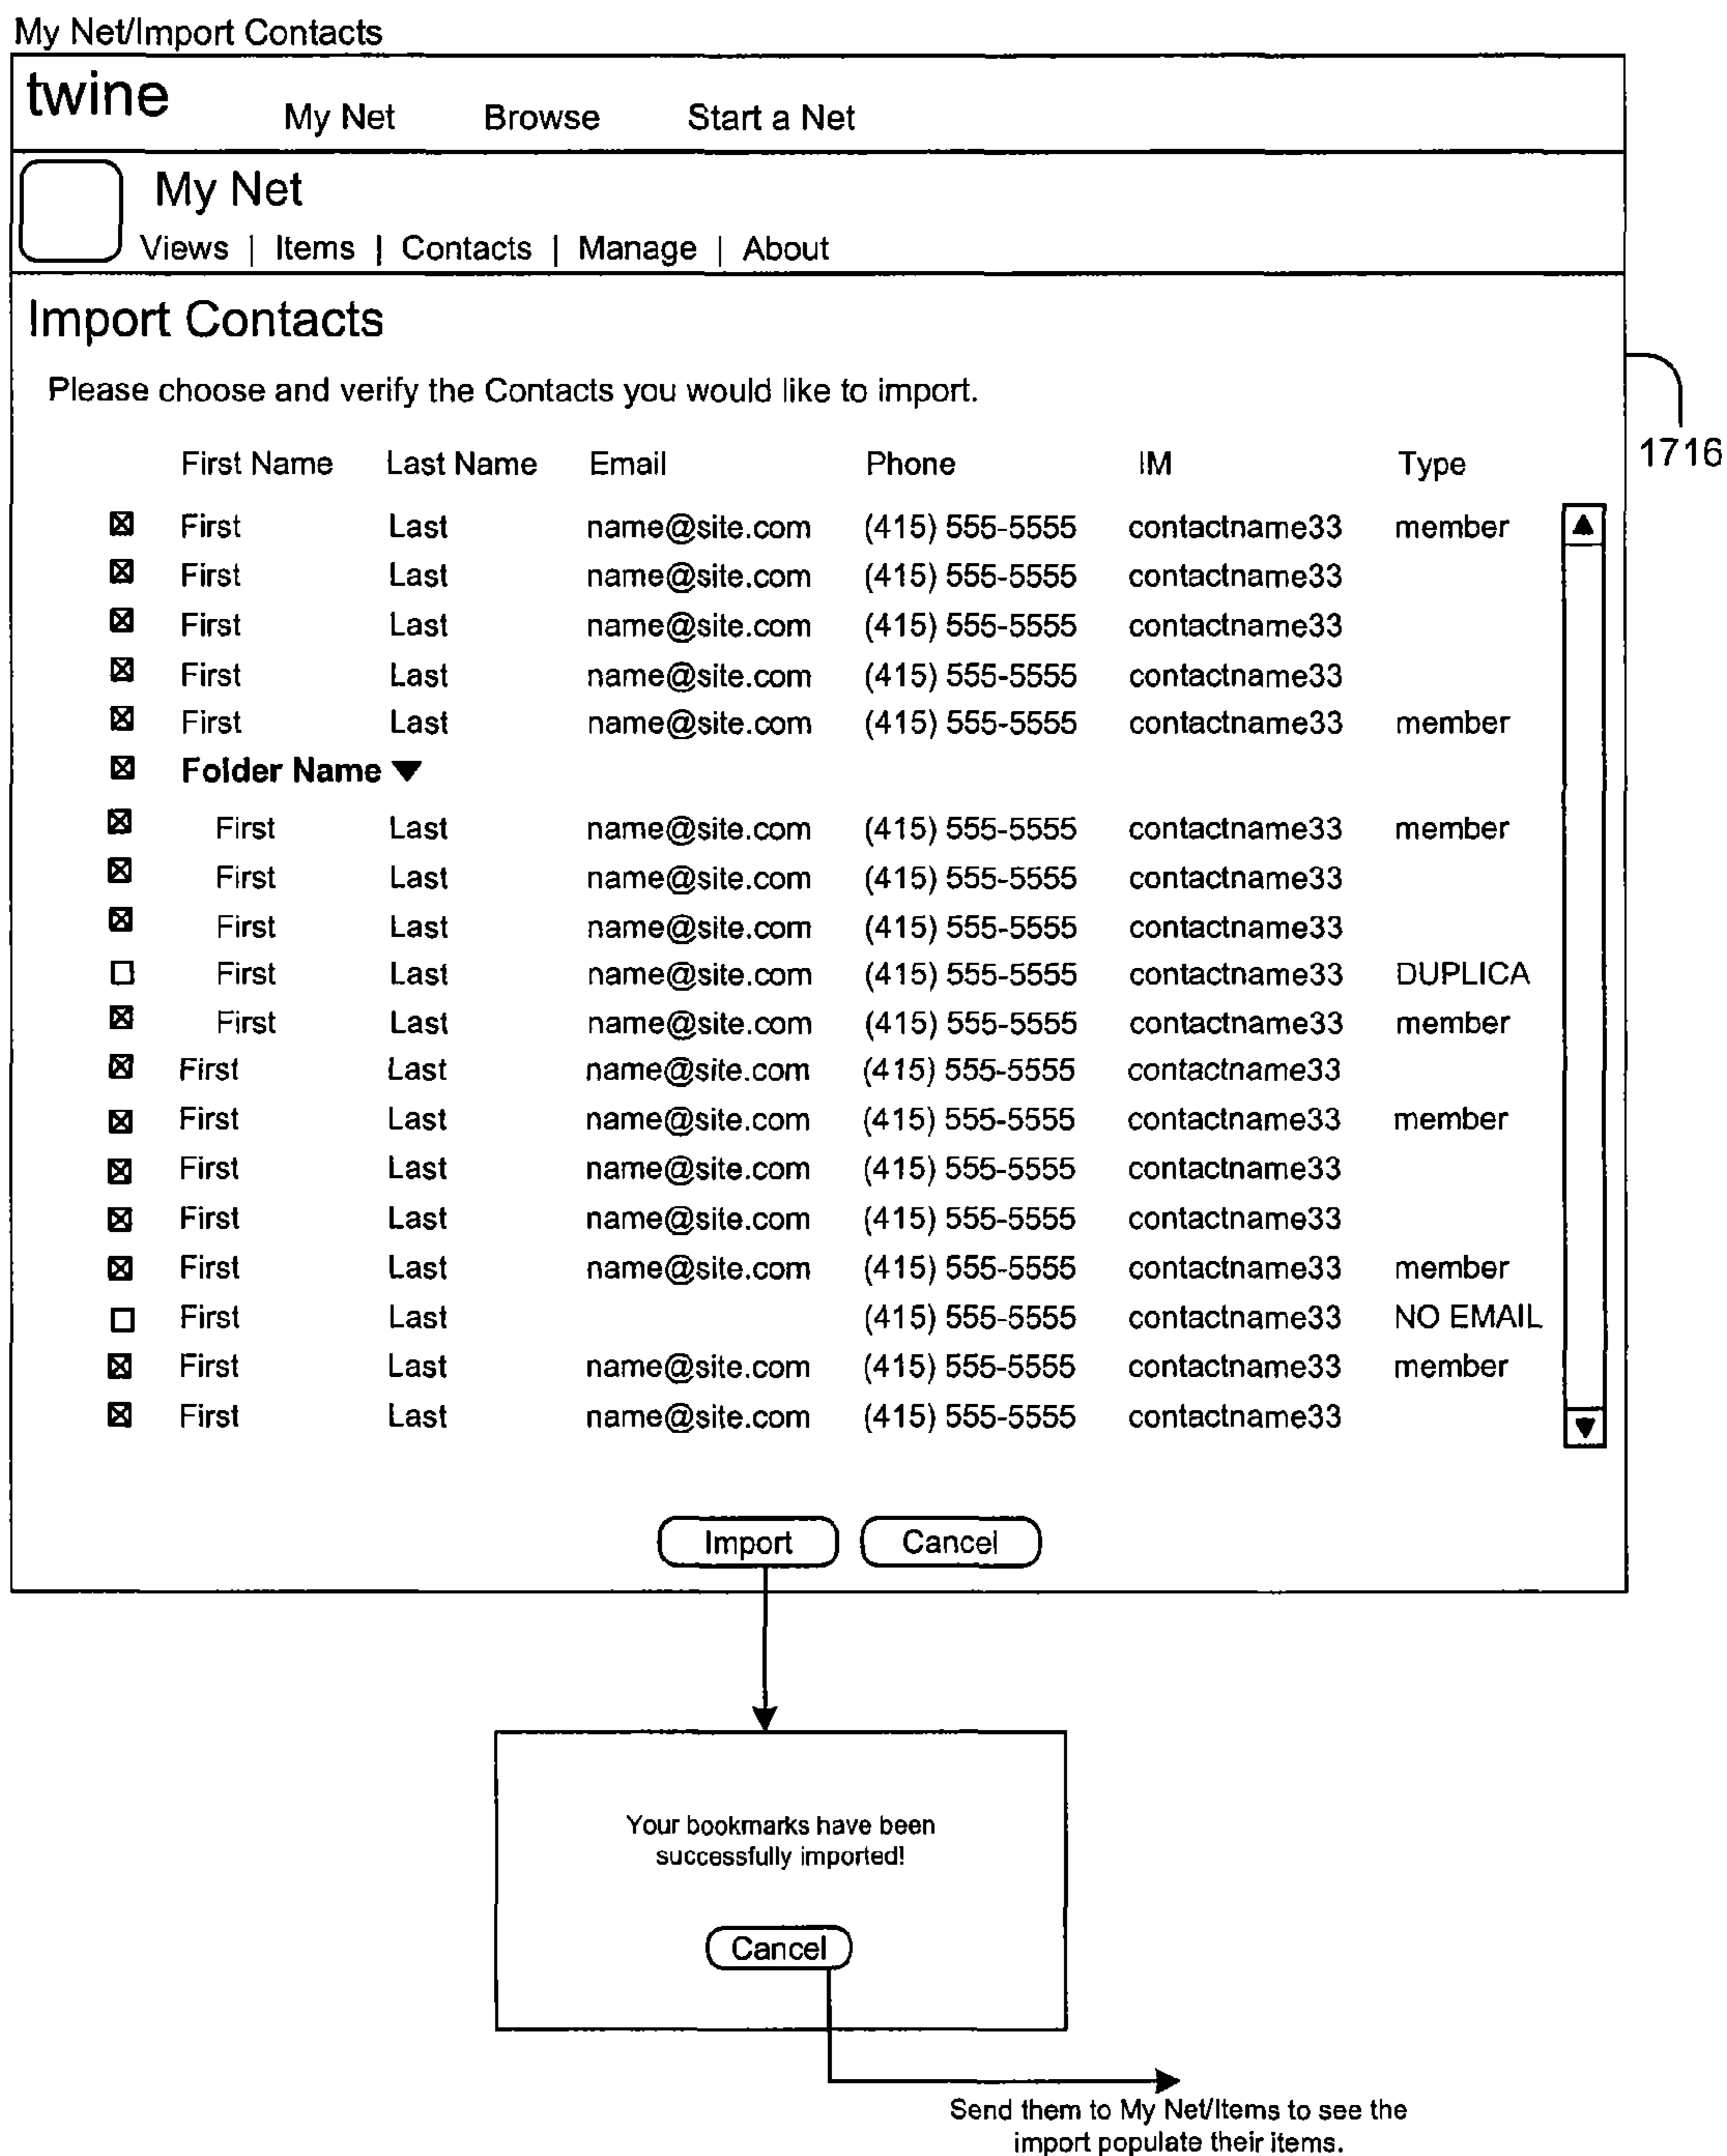 My Net/Import Contacts
twine My Net Browse Start a Net
My Net
Views | Items | Contacts | Manage | About
Import Contacts
Please choose and verify the Contacts you would like to import.
1716
First Name Last Name Email Phone IM Type
First Last name@site.com (415) 555-5555 contactname33 member
First Last name@site.com (415) 555-5555 contactname33
First Last name@site.com (415) 555-5555 contactname33
First Last name@site.com (415) 555-5555 contactname33
First Last name@site.com (415) 555-5555 contactname33 member
Folder Name
First Last name@site.com (415) 555-5555 contactname33 member
First Last name@site.com (415) 555-5555 contactname33
First Last name@site.com (415) 555-5555 contactname33
First Last name@site.com (415) 555-5555 contactname33 DUPLICA
First Last name@site.com (415) 555-5555 contactname33 member
First Last name@site.com (415) 555-5555 contactname33
First Last name@site.com (415) 555-5555 contactname33 member
First Last name@site.com (415) 555-5555 contactname33
First Last name@site.com (415) 555-5555 contactname33
First Last name@site.com (415) 555-5555 contactname33 member
First Last (415) 555-5555 contactname33 NO EMAIL
First Last name@site.com (415) 555-5555 contactname33 member
First Last name@site.com (415) 555-5555 contactname33
Import Cancel
Your bookmarks have been
successfully imported!
Cancel
Send them to My Net/Items to see the
import populate their items.